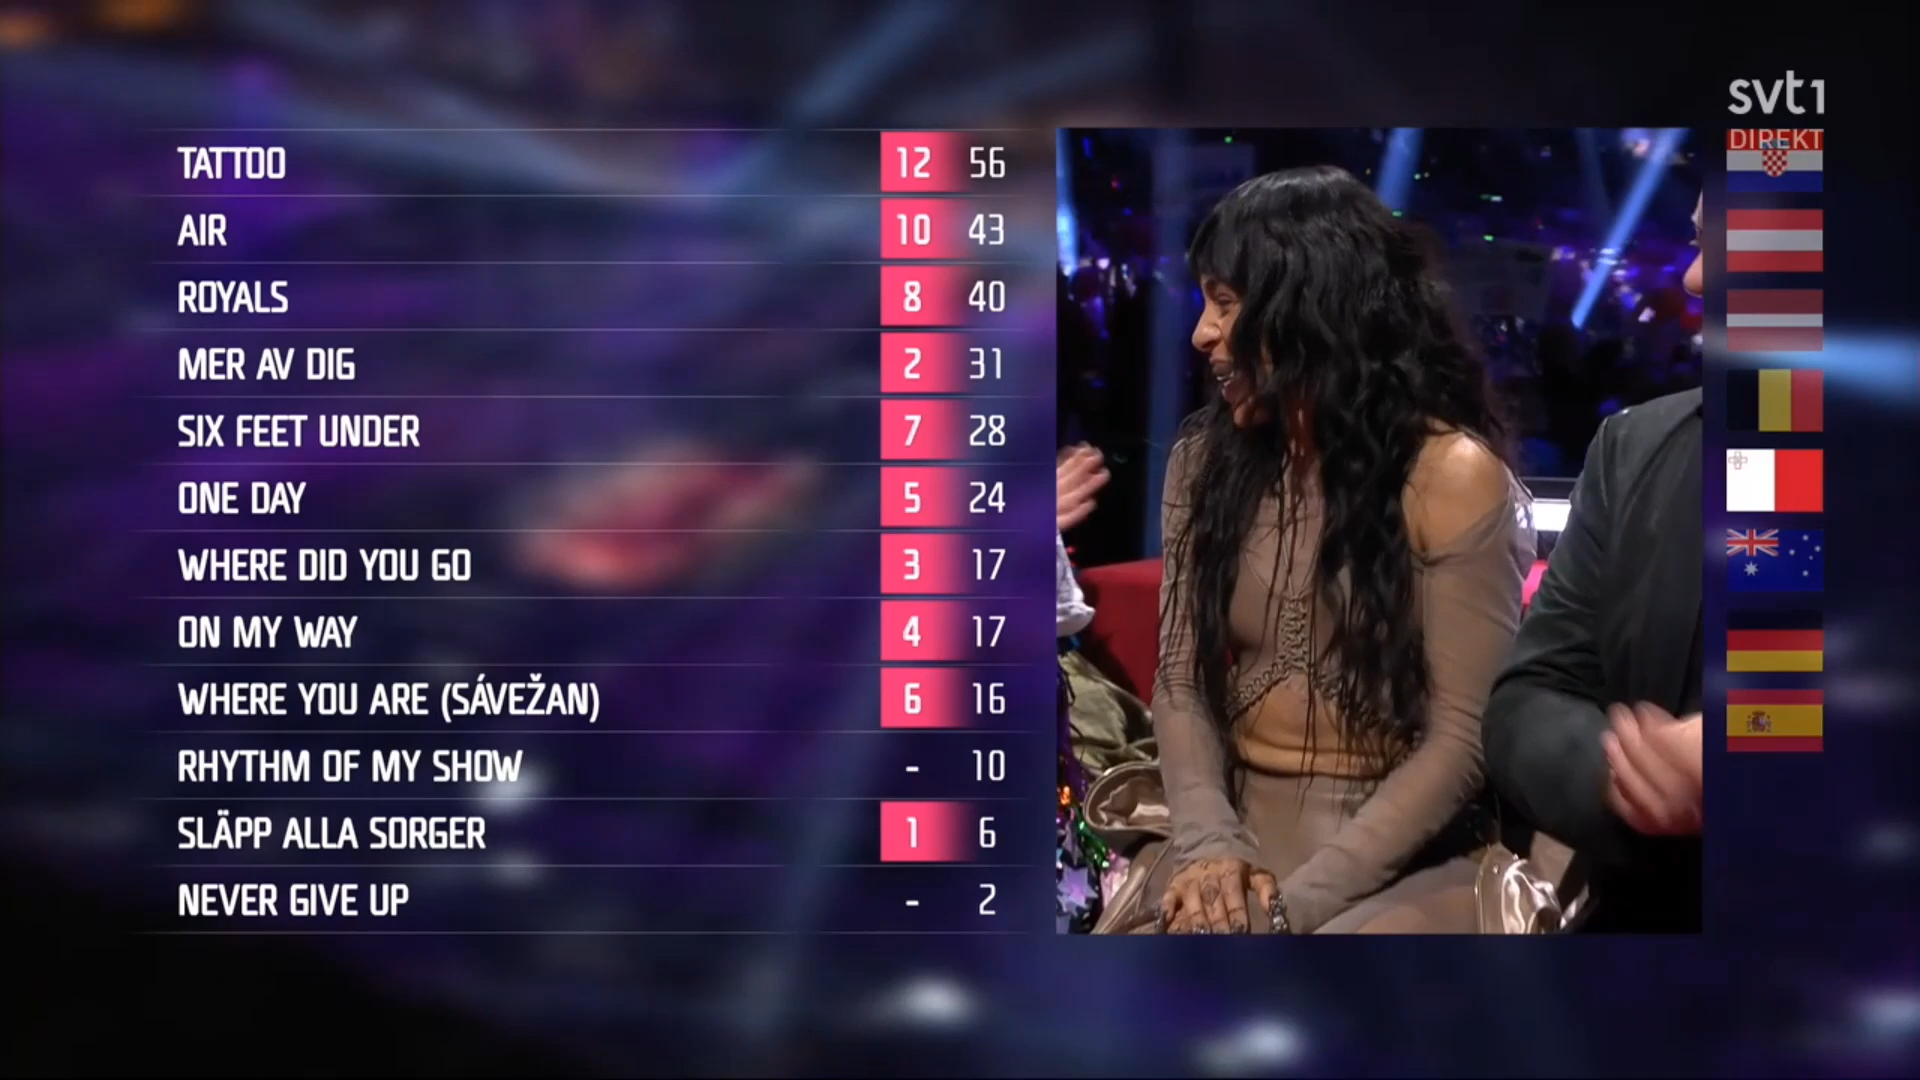 svt1
DIREKT
TATTOO 12 56
AIR 10 43
ROYALS 8 40
MER AV DIG 2 31
SIX FEET UNDER 7 28
ONE DAY 5 24
WHERE DID YOU GO 3 17
ON MY WAY 4 17
WHERE YOU ARE (SÁVEŽAN) 6 16
RHYTHM OF MY SHOW - 10
SLÄPP ALLA SORGER 1 6
NEVER GIVE UP - 2